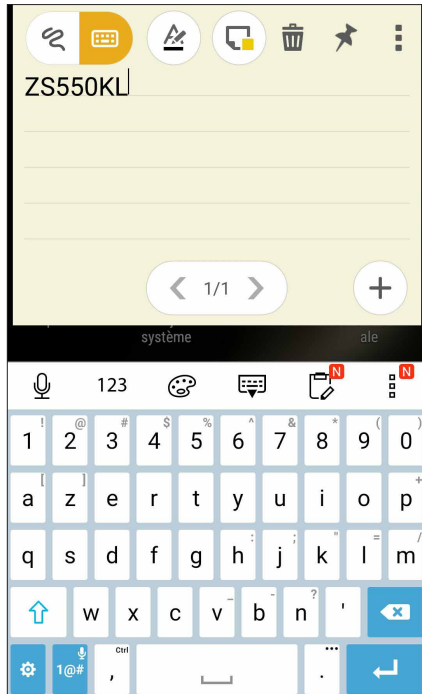 ZS550KL
1/1
système
ale
123
N
N
! @ # $ % ^ & * ( )
1 2 3 4 5 6 7 8 9 0
[ ] +
a z e r t y u i o p
: ; " = /
q s d f g h j k l m
_ - ?
w x c v b n '
Ctrl
1@# , .